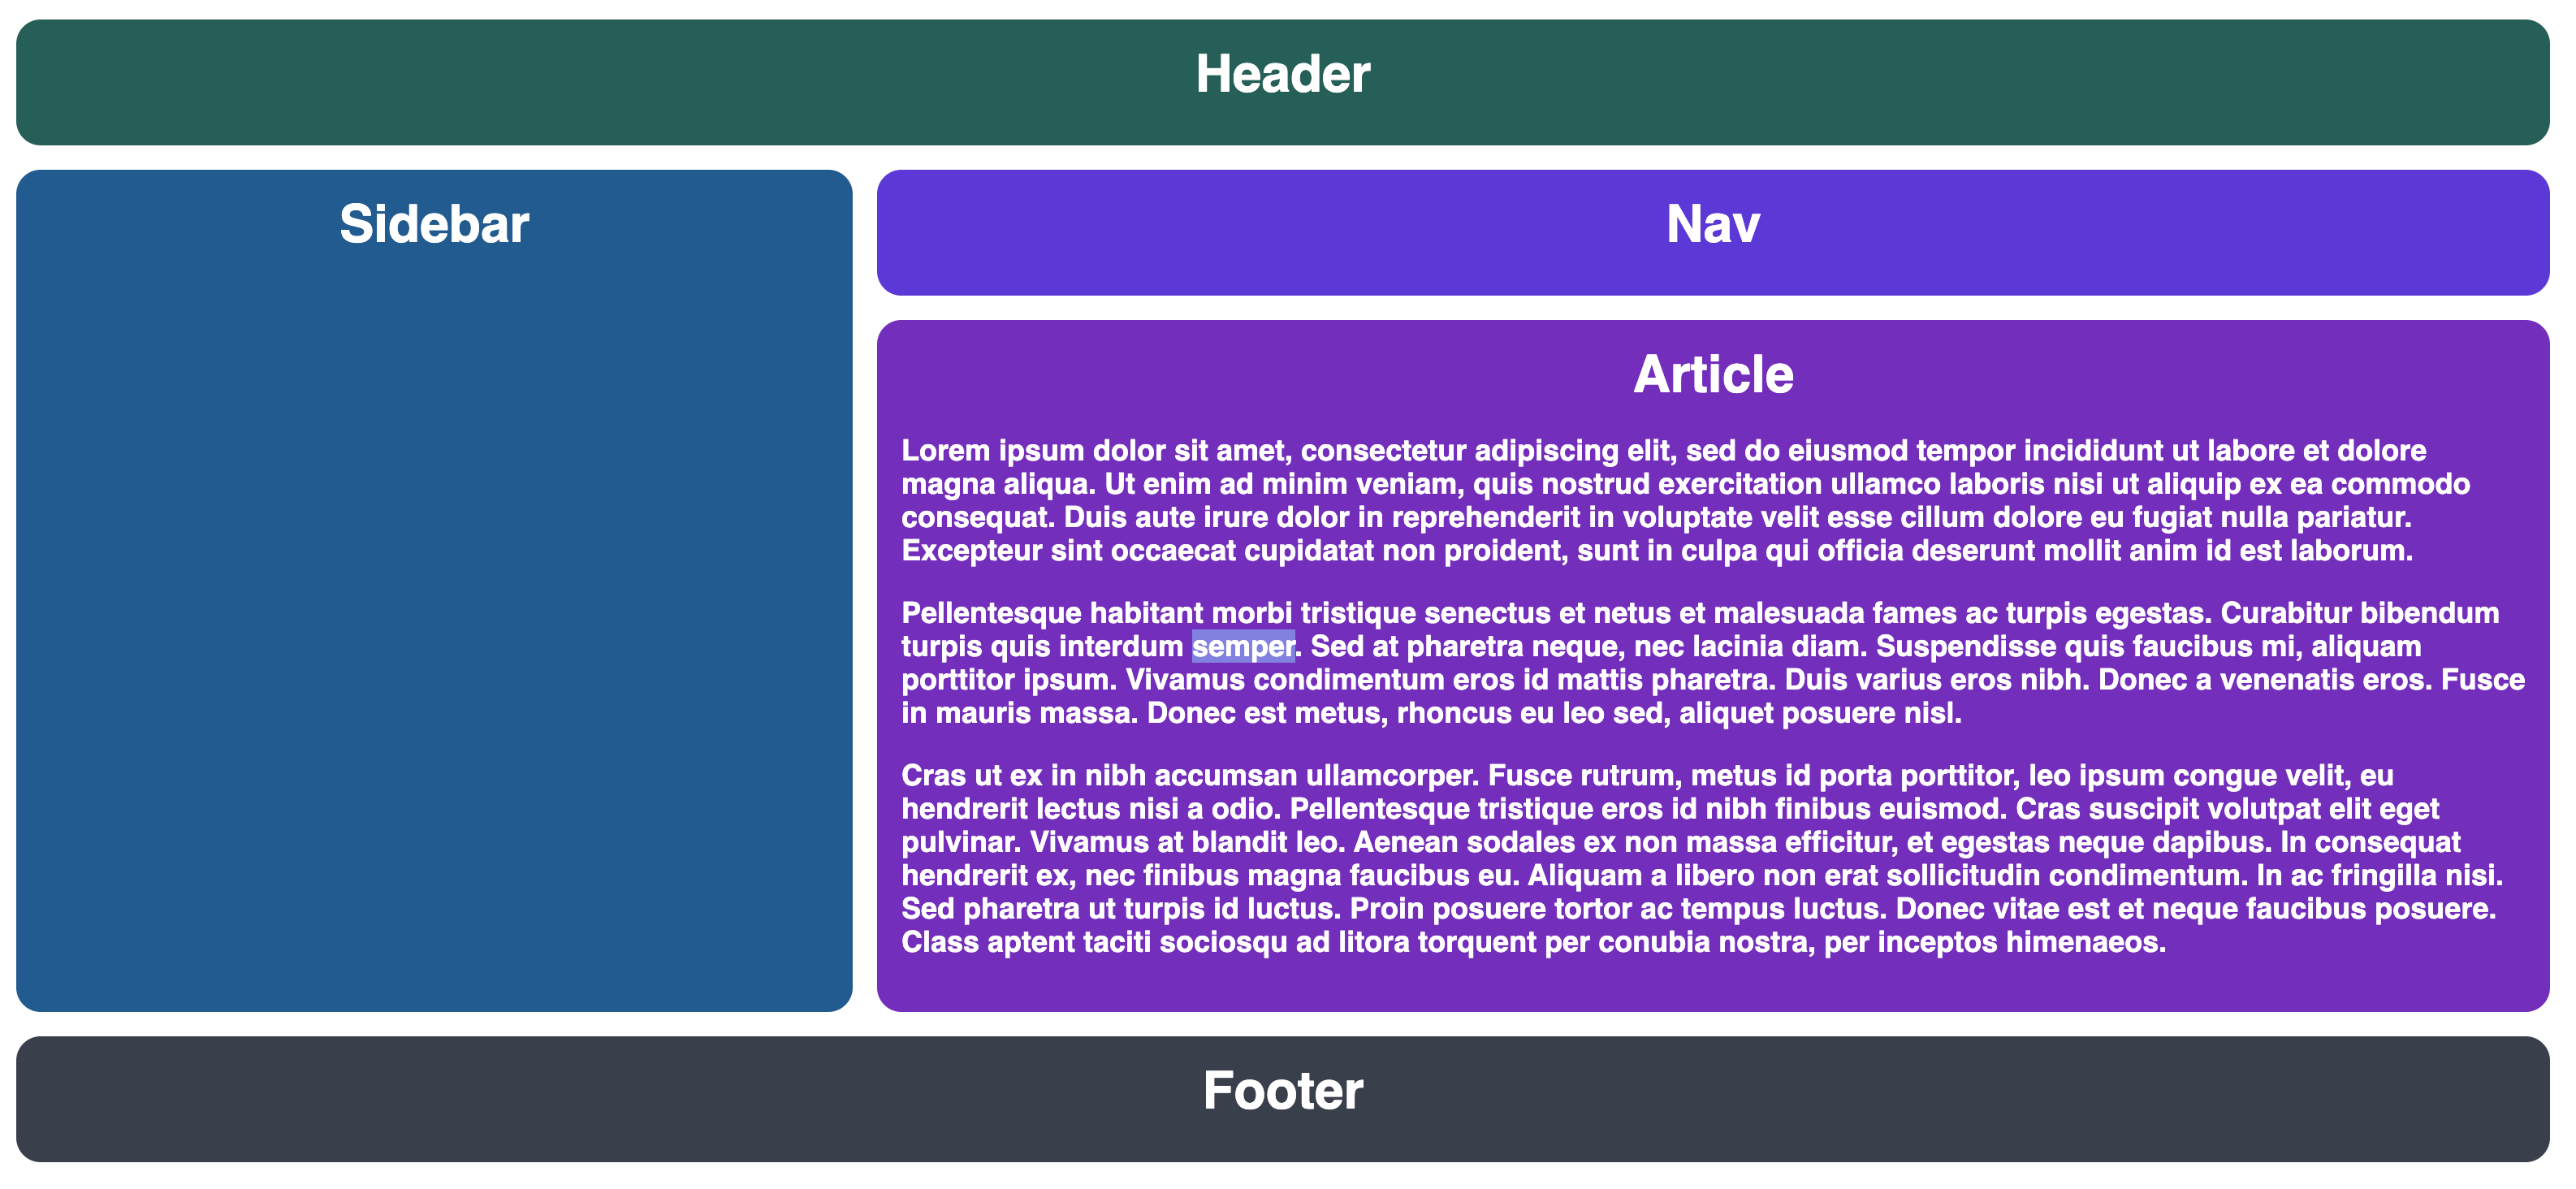 Header
Sidebar
Nav
Article
Lorem ipsum dolor sit amet, consectetur adipiscing elit, sed do eiusmod tempor incididunt ut labore et dolore
magna aliqua. Ut enim ad minim veniam, quis nostrud exercitation ullamco laboris nisi ut aliquip ex ea commodo
consequat. Duis aute irure dolor in reprehenderit in voluptate velit esse cillum dolore eu fugiat nulla pariatur.
Excepteur sint occaecat cupidatat non proident, sunt in culpa qui officia deserunt mollit anim id est laborum.
Pellentesque habitant morbi tristique senectus et netus et malesuada fames ac turpis egestas. Curabitur bibendum
turpis quis interdum semper. Sed at pharetra neque, nec lacinia diam. Suspendisse quis faucibus mi, aliquam
porttitor ipsum. Vivamus condimentum eros id mattis pharetra. Duis varius eros nibh. Donec a venenatis eros. Fusce
in mauris massa. Donec est metus, rhoncus eu leo sed, aliquet posuere nisl.
Cras ut ex in nibh accumsan ullamcorper. Fusce rutrum, metus id porta porttitor, leo ipsum congue velit, eu
hendrerit lectus nisi a odio. Pellentesque tristique eros id nibh finibus euismod. Cras suscipit volutpat elit eget
pulvinar. Vivamus at blandit leo. Aenean sodales ex non massa efficitur, et egestas neque dapibus. In consequat
hendrerit ex, nec finibus magna faucibus eu. Aliquam a libero non erat sollicitudin condimentum. In ac fringilla nisi.
Sed pharetra ut turpis id luctus. Proin posuere tortor ac tempus luctus. Donec vitae est et neque faucibus posuere.
Class aptent taciti sociosqu ad litora torquent per conubia nostra, per inceptos himenaeos.
Footer